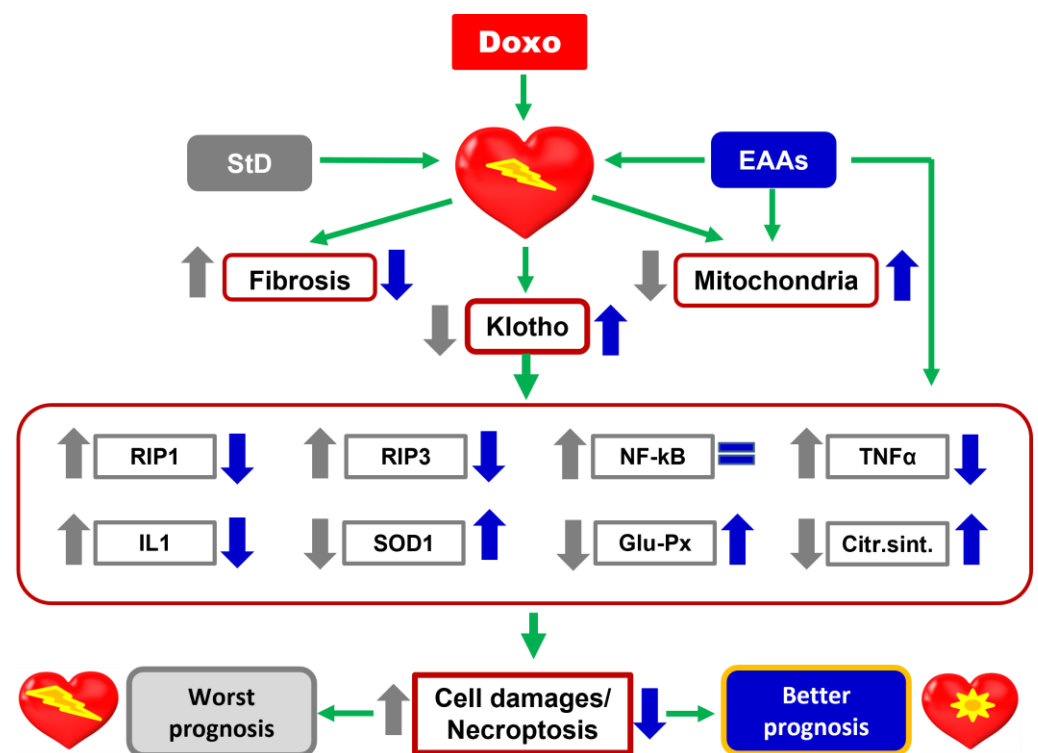 Doxo
StD
EAAs
Fibrosis
Mitochondria
Klotho
RIP1
RIP3
NF-kB
TNFα
IL1
SOD1
Glu-Px
Citr.sint.
Worst
prognosis
Cell damages/
Necroptosis
Better
prognosis